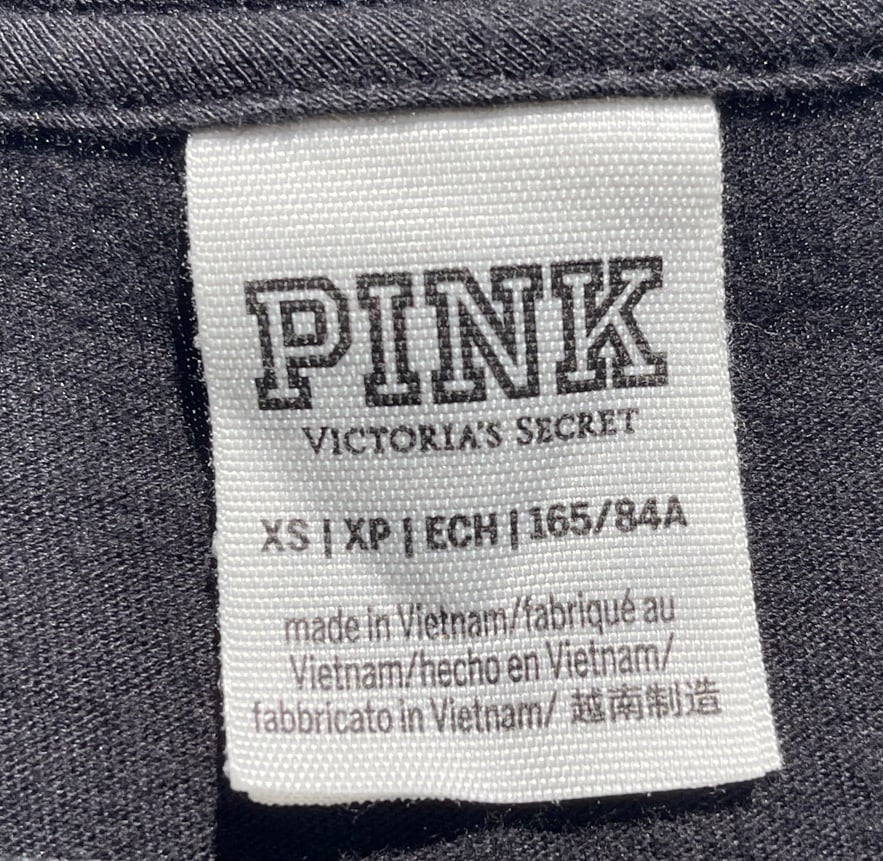 PINK
VICTORIA'S SECRET
XS | XP | ECH | 165/84A
made in Vietnam/fabriqué au
Vietnam/hecho en Vietnam/
fabbricato in Vietnam/ 越南制造